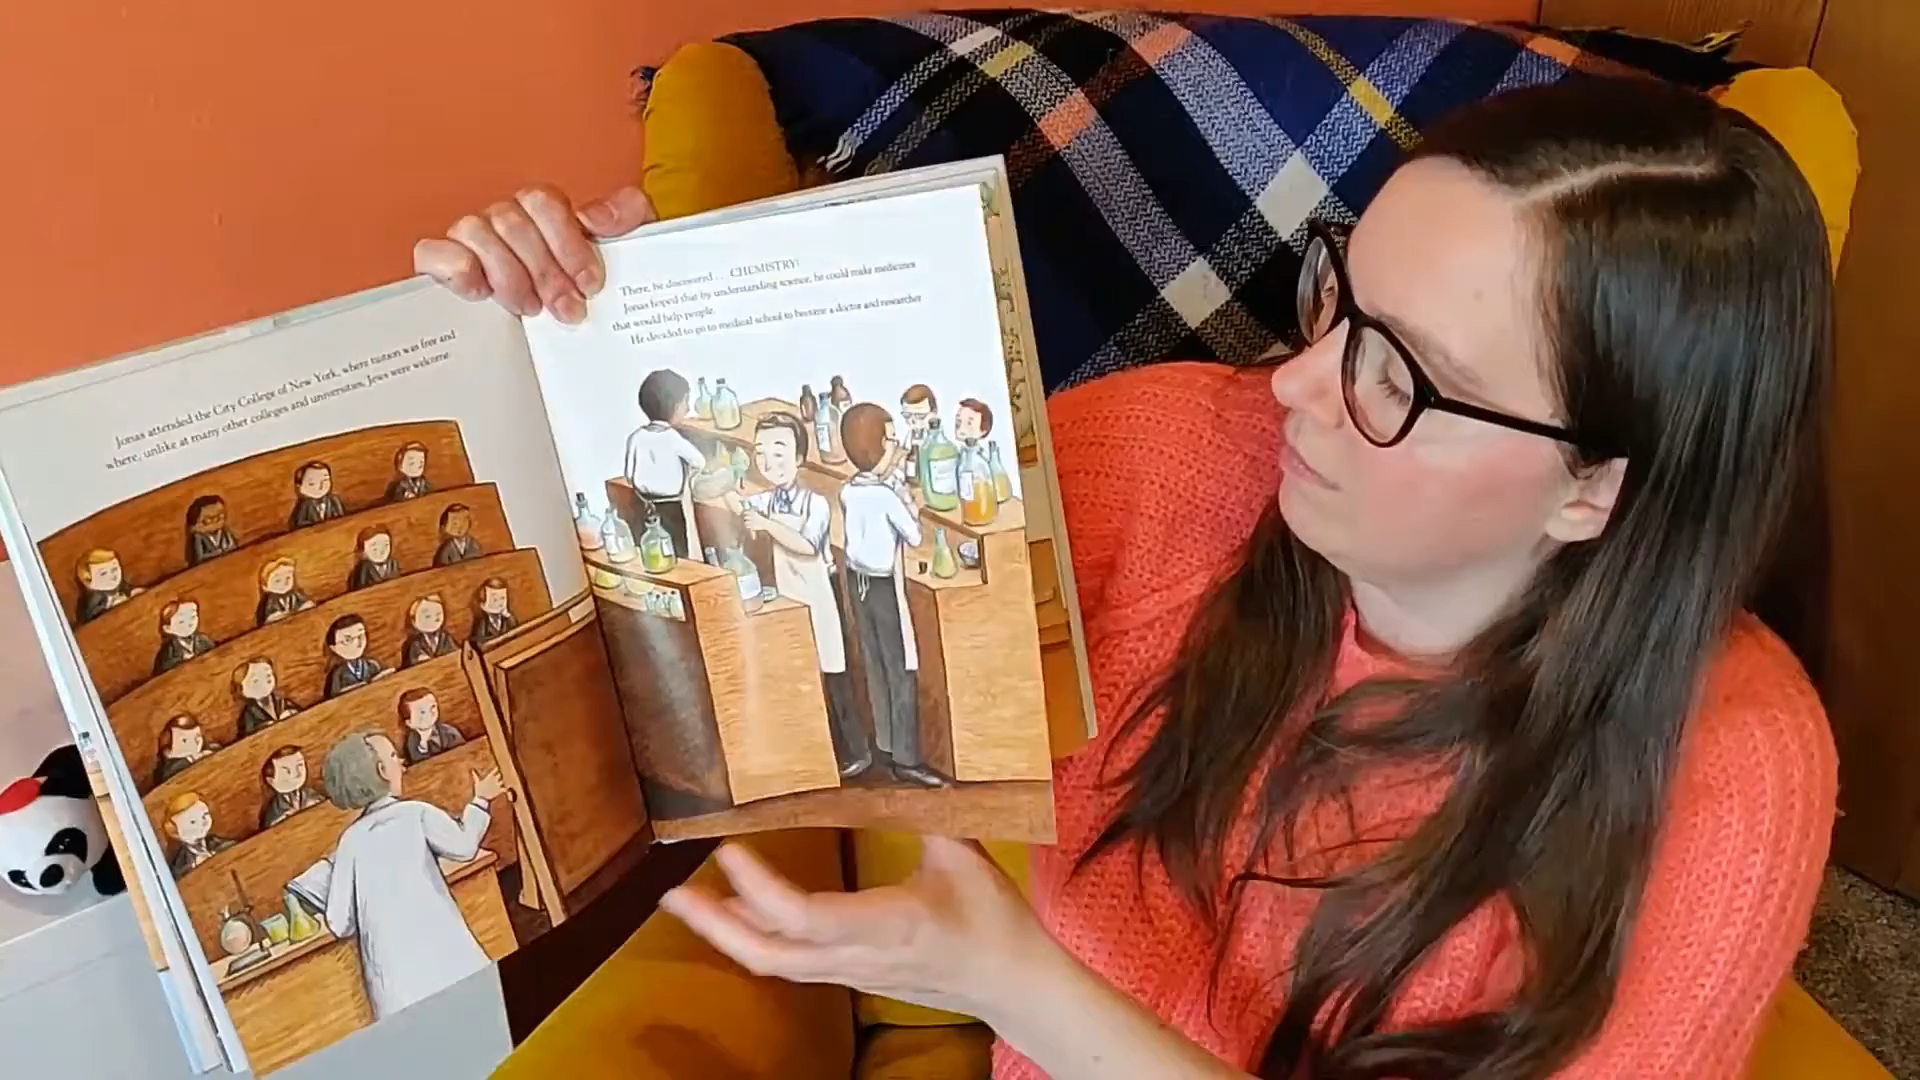 Jonas attended the City College of New York, where tuition was free and
where, unlike at many other colleges and universities, Jews were welcome.
There, he discovered . . . CHEMISTRY!
Jonas hoped that by understanding science, he could make medicines
that would help people.
He decided to go to medical school to become a doctor and researcher